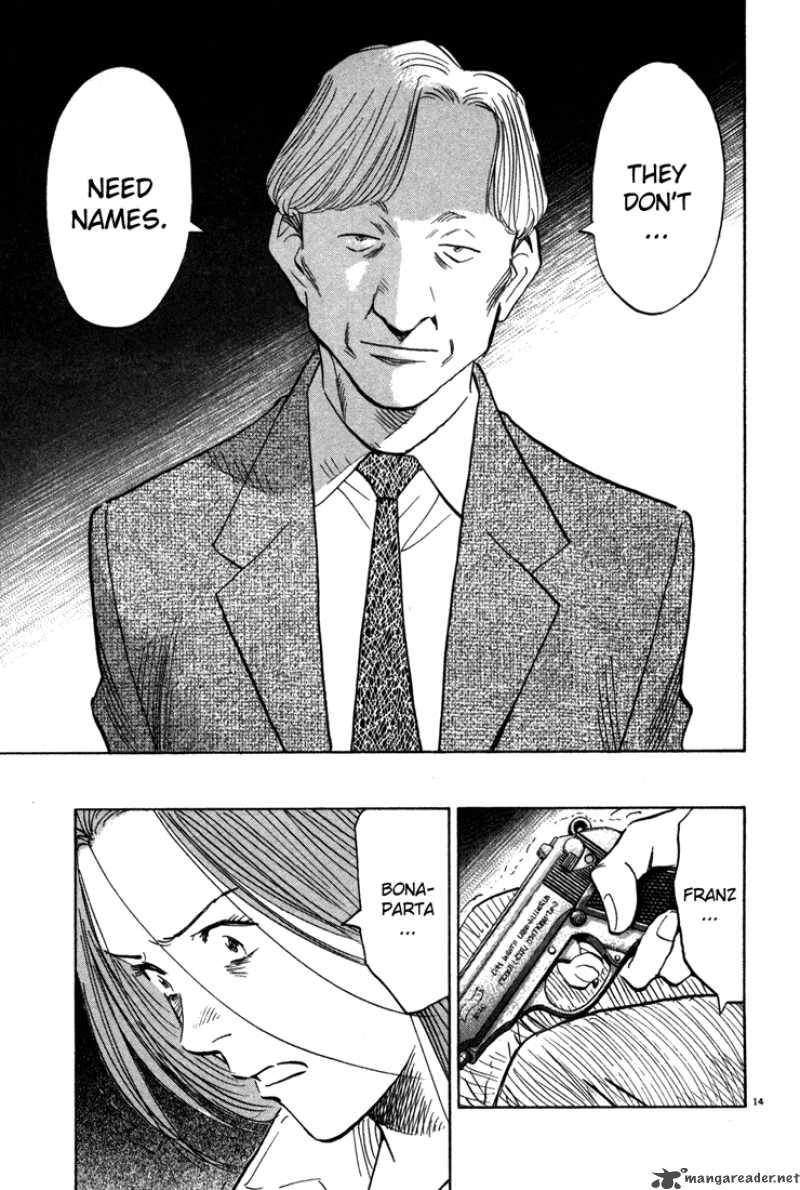 THEY
DON'T
...
NEED
NAMES.
FRANZ
...
BONA-
PARTA
...
14
mangareader.net